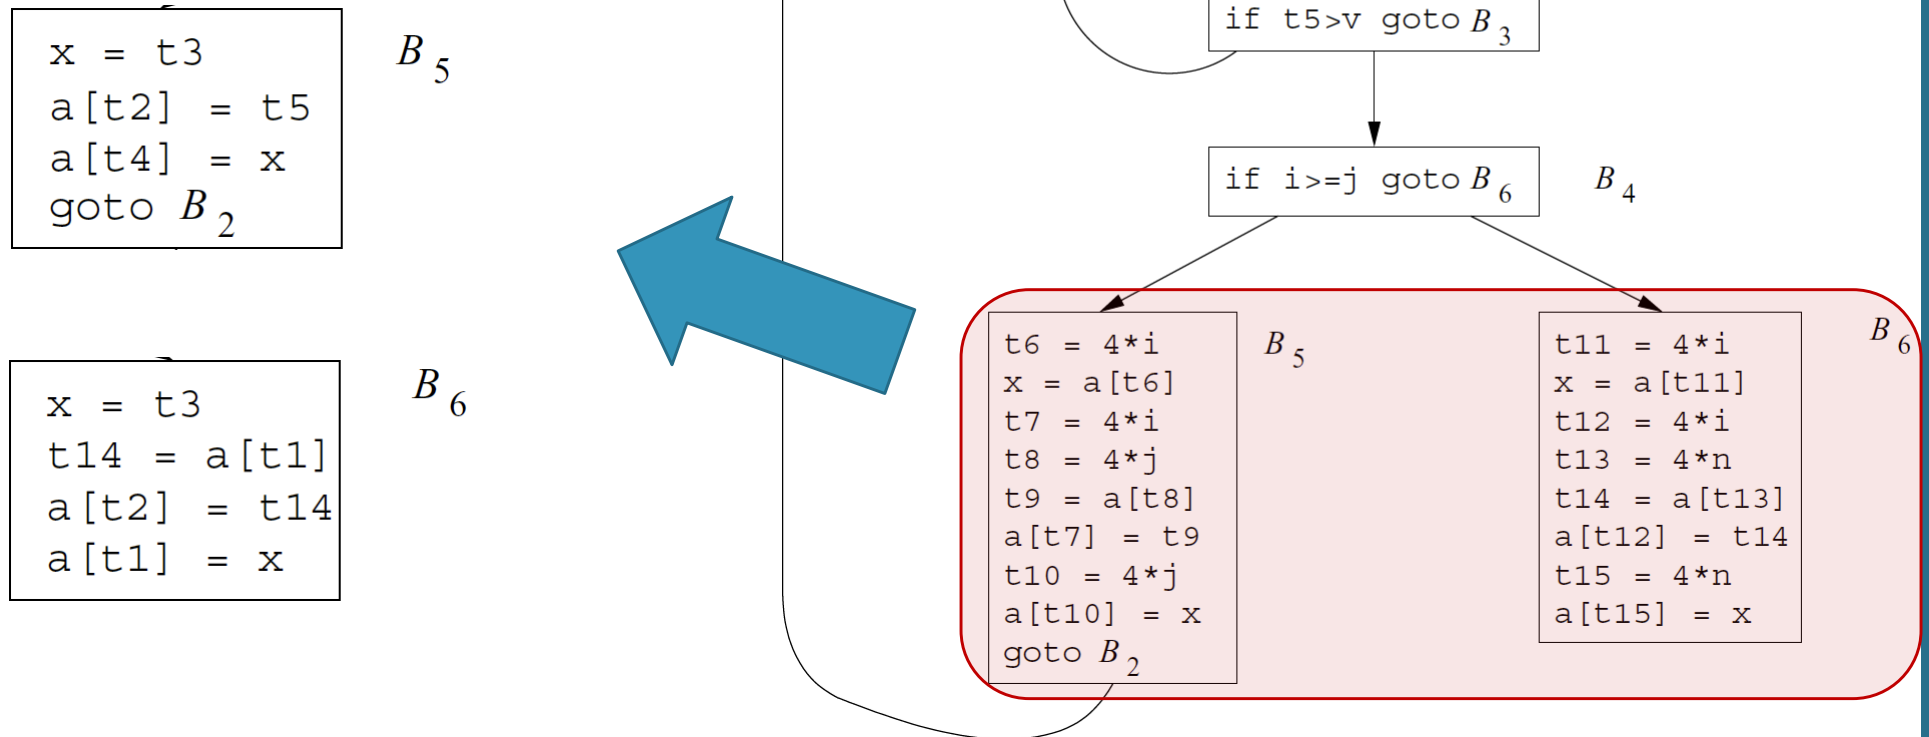 x = t3
a[t2] = t5
a[t4] = x
goto B2
B5
x = t3
t14 = a[t1]
a[t2] = t14
a[t1] = x
B6
if t5>v goto B3
if i>=j goto B6
B4
t6 = 4*i
x = a[t6]
t7 = 4*i
t8 = 4*j
t9 = a[t8]
a[t7] = t9
t10 = 4*j
a[t10] = x
goto B2
B5
t11 = 4*i
x = a[t11]
t12 = 4*i
t13 = 4*n
t14 = a[t13]
a[t12] = t14
t15 = 4*n
a[t15] = x
B6